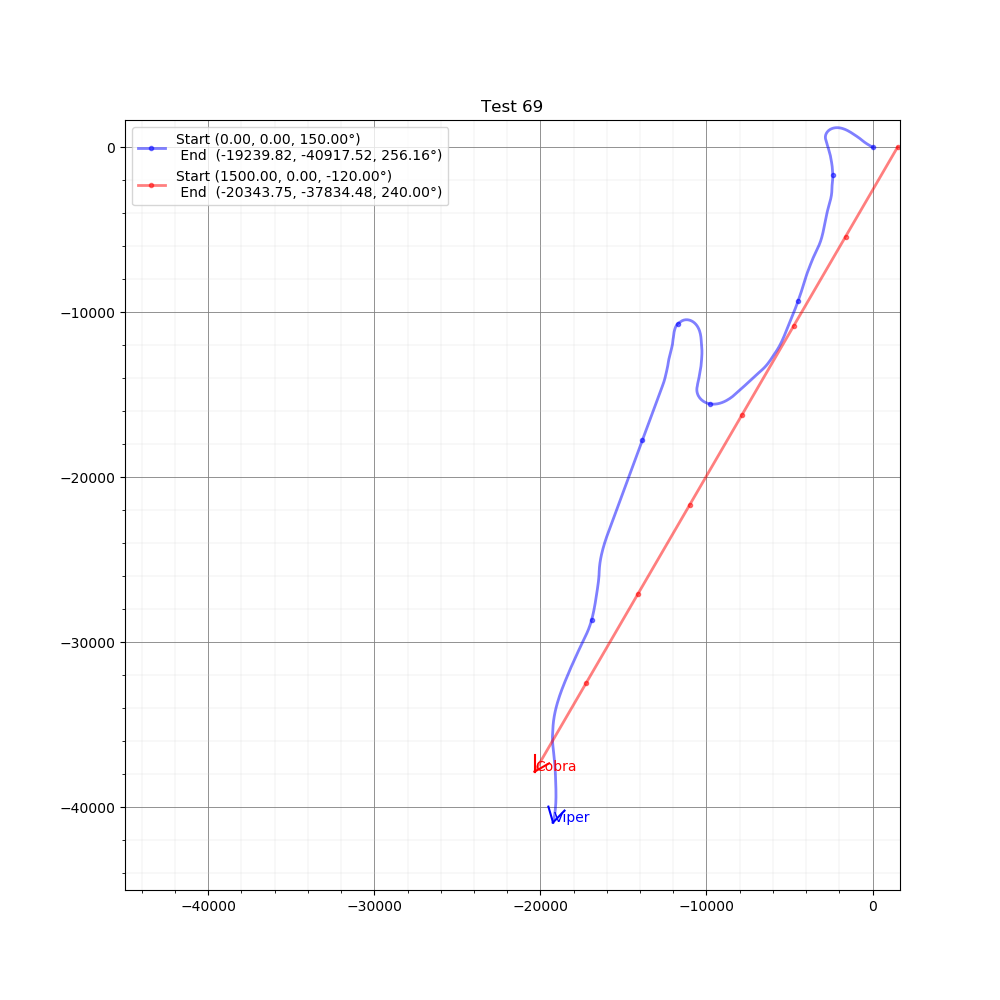 Test 69
Start (0.00, 0.00, 150.00°)
End  (-19239.82, -40917.52, 256.16°)
Start (1500.00, 0.00, -120.00°)
End  (-20343.75, -37834.48, 240.00°)
0
−10000
−20000
−30000
−40000
Cobra
Viper
−40000
−30000
−20000
−10000
0